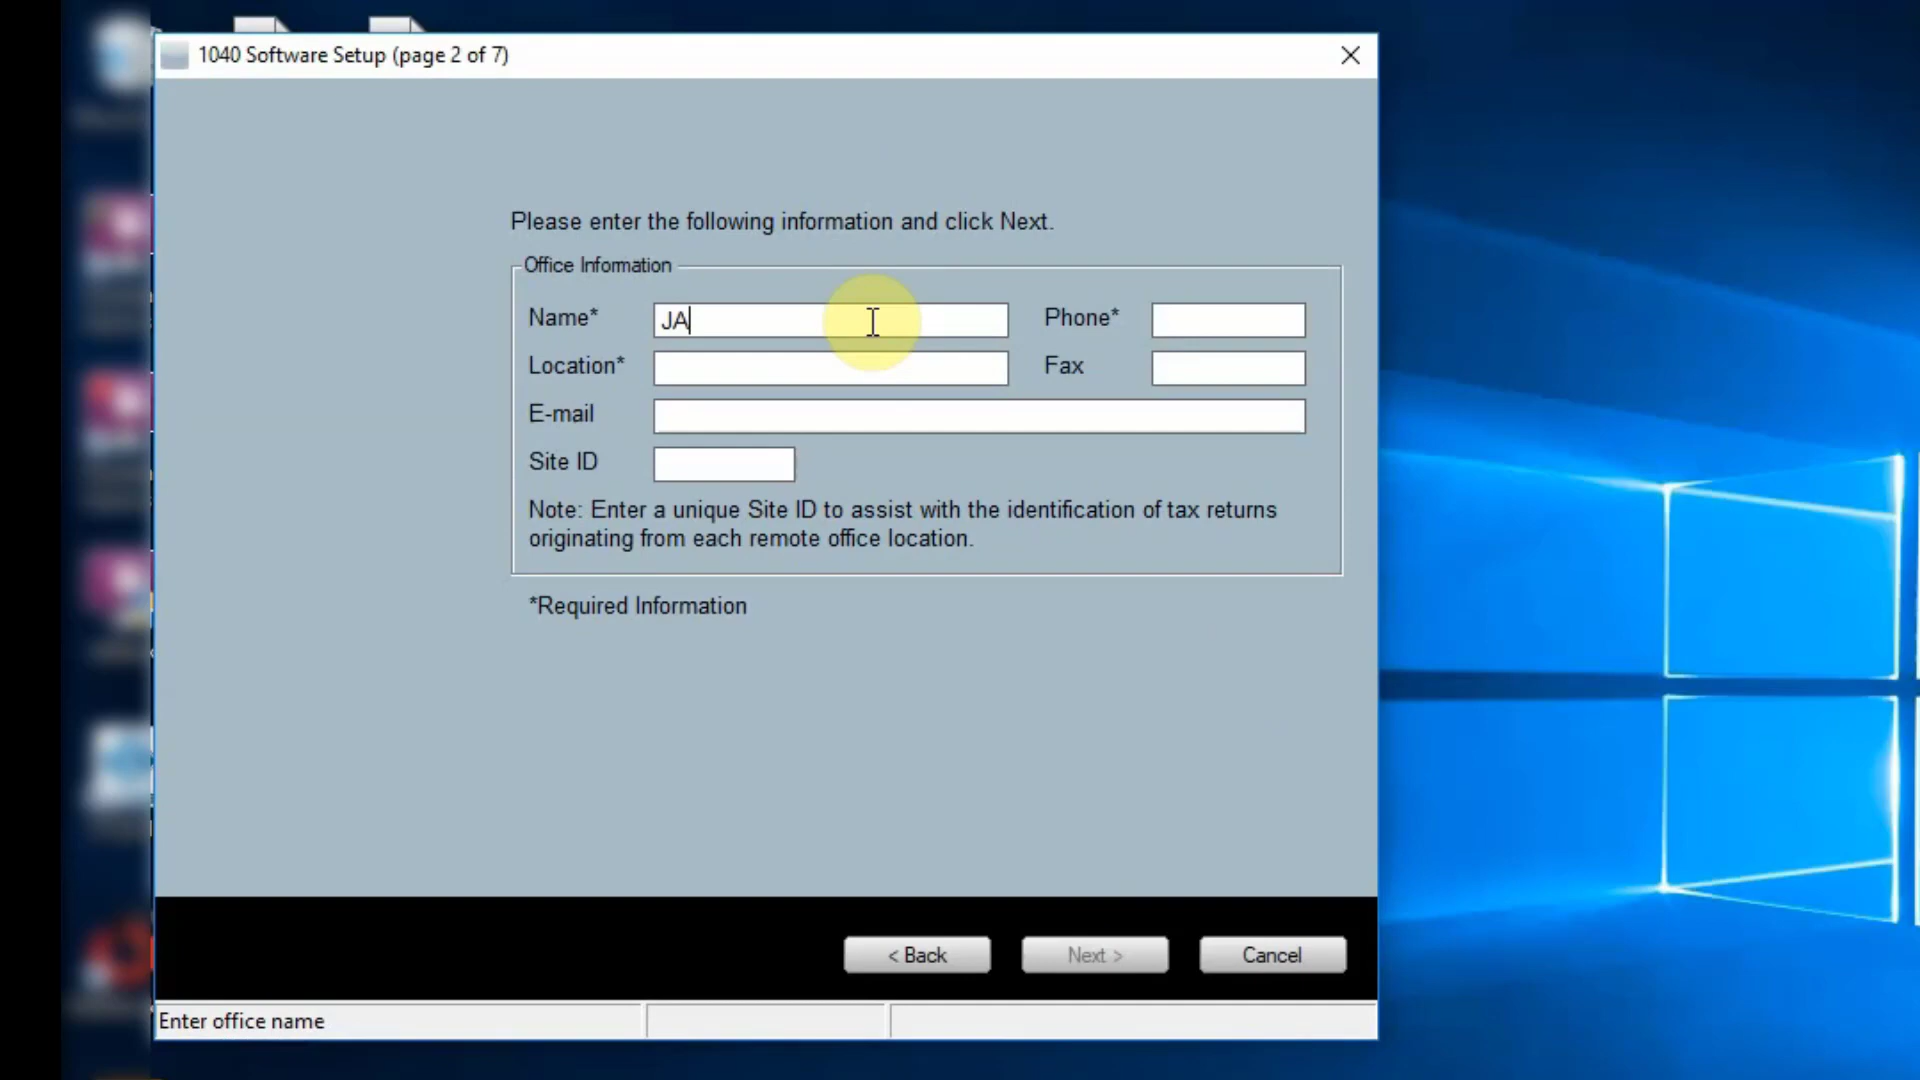 1040 Software Setup (page 2 of 7)
Please enter the following information and click Next.
Office Information
Name* JA Phone*
Location* Fax
E-mail
Site ID
Note: Enter a unique Site ID to assist with the identification of tax returns
originating from each remote office location.
*Required Information
< Back Next > Cancel
Enter office name